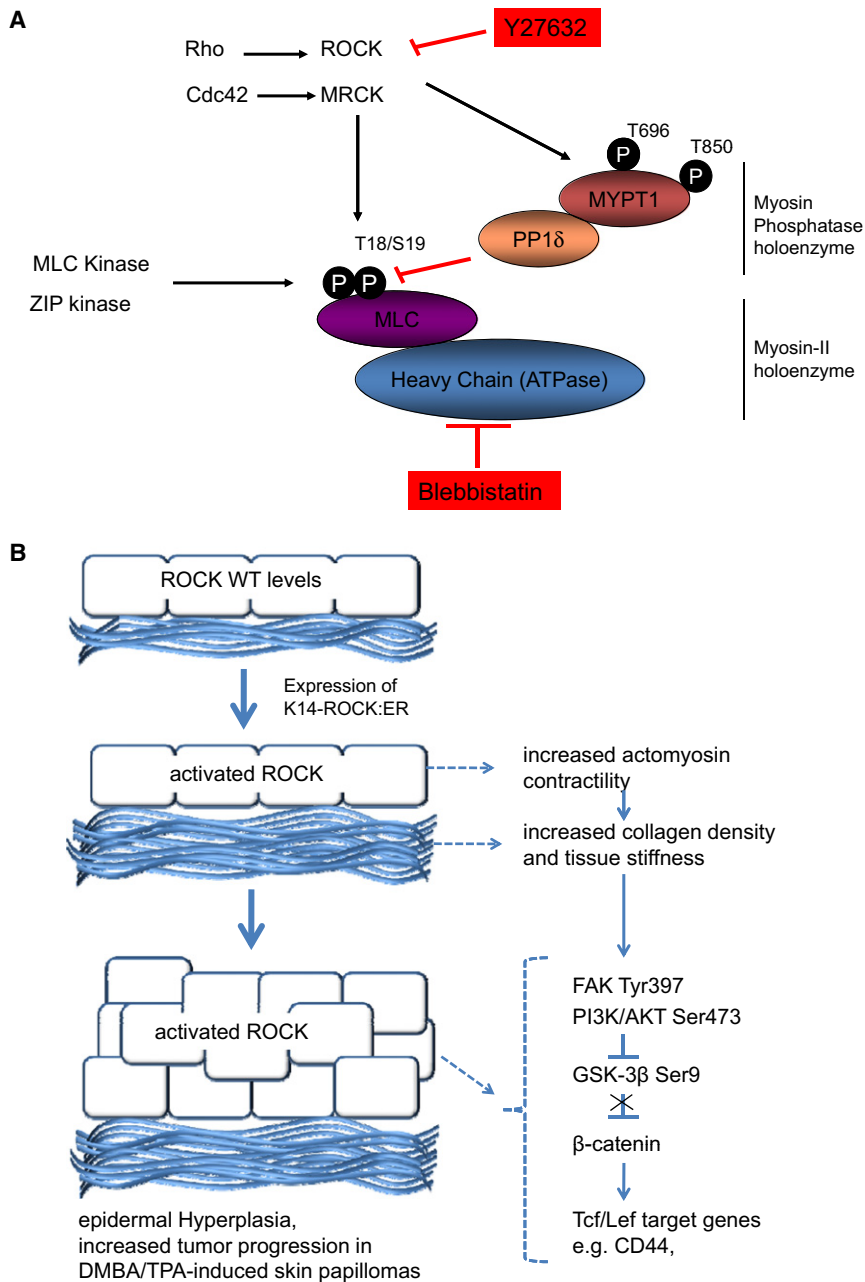 A
Y27632
Rho
ROCK
Cdc42
MRCK
T696
P
T850
P
MYPT1
PP1δ
Myosin
Phosphatase
holoenzyme
T18/S19
MLC Kinase
ZIP kinase
P P
MLC
Heavy Chain (ATPase)
Myosin-II
holoenzyme
Blebbistatin
B
ROCK WT levels
Expression of
K14-ROCK:ER
activated ROCK
increased actomyosin
contractility
increased collagen density
and tissue stiffness
activated ROCK
FAK Tyr397
PI3K/AKT Ser473
GSK-3β Ser9
β-catenin
Tcf/Lef target genes
e.g. CD44,
epidermal Hyperplasia,
increased tumor progression in
DMBA/TPA-induced skin papillomas